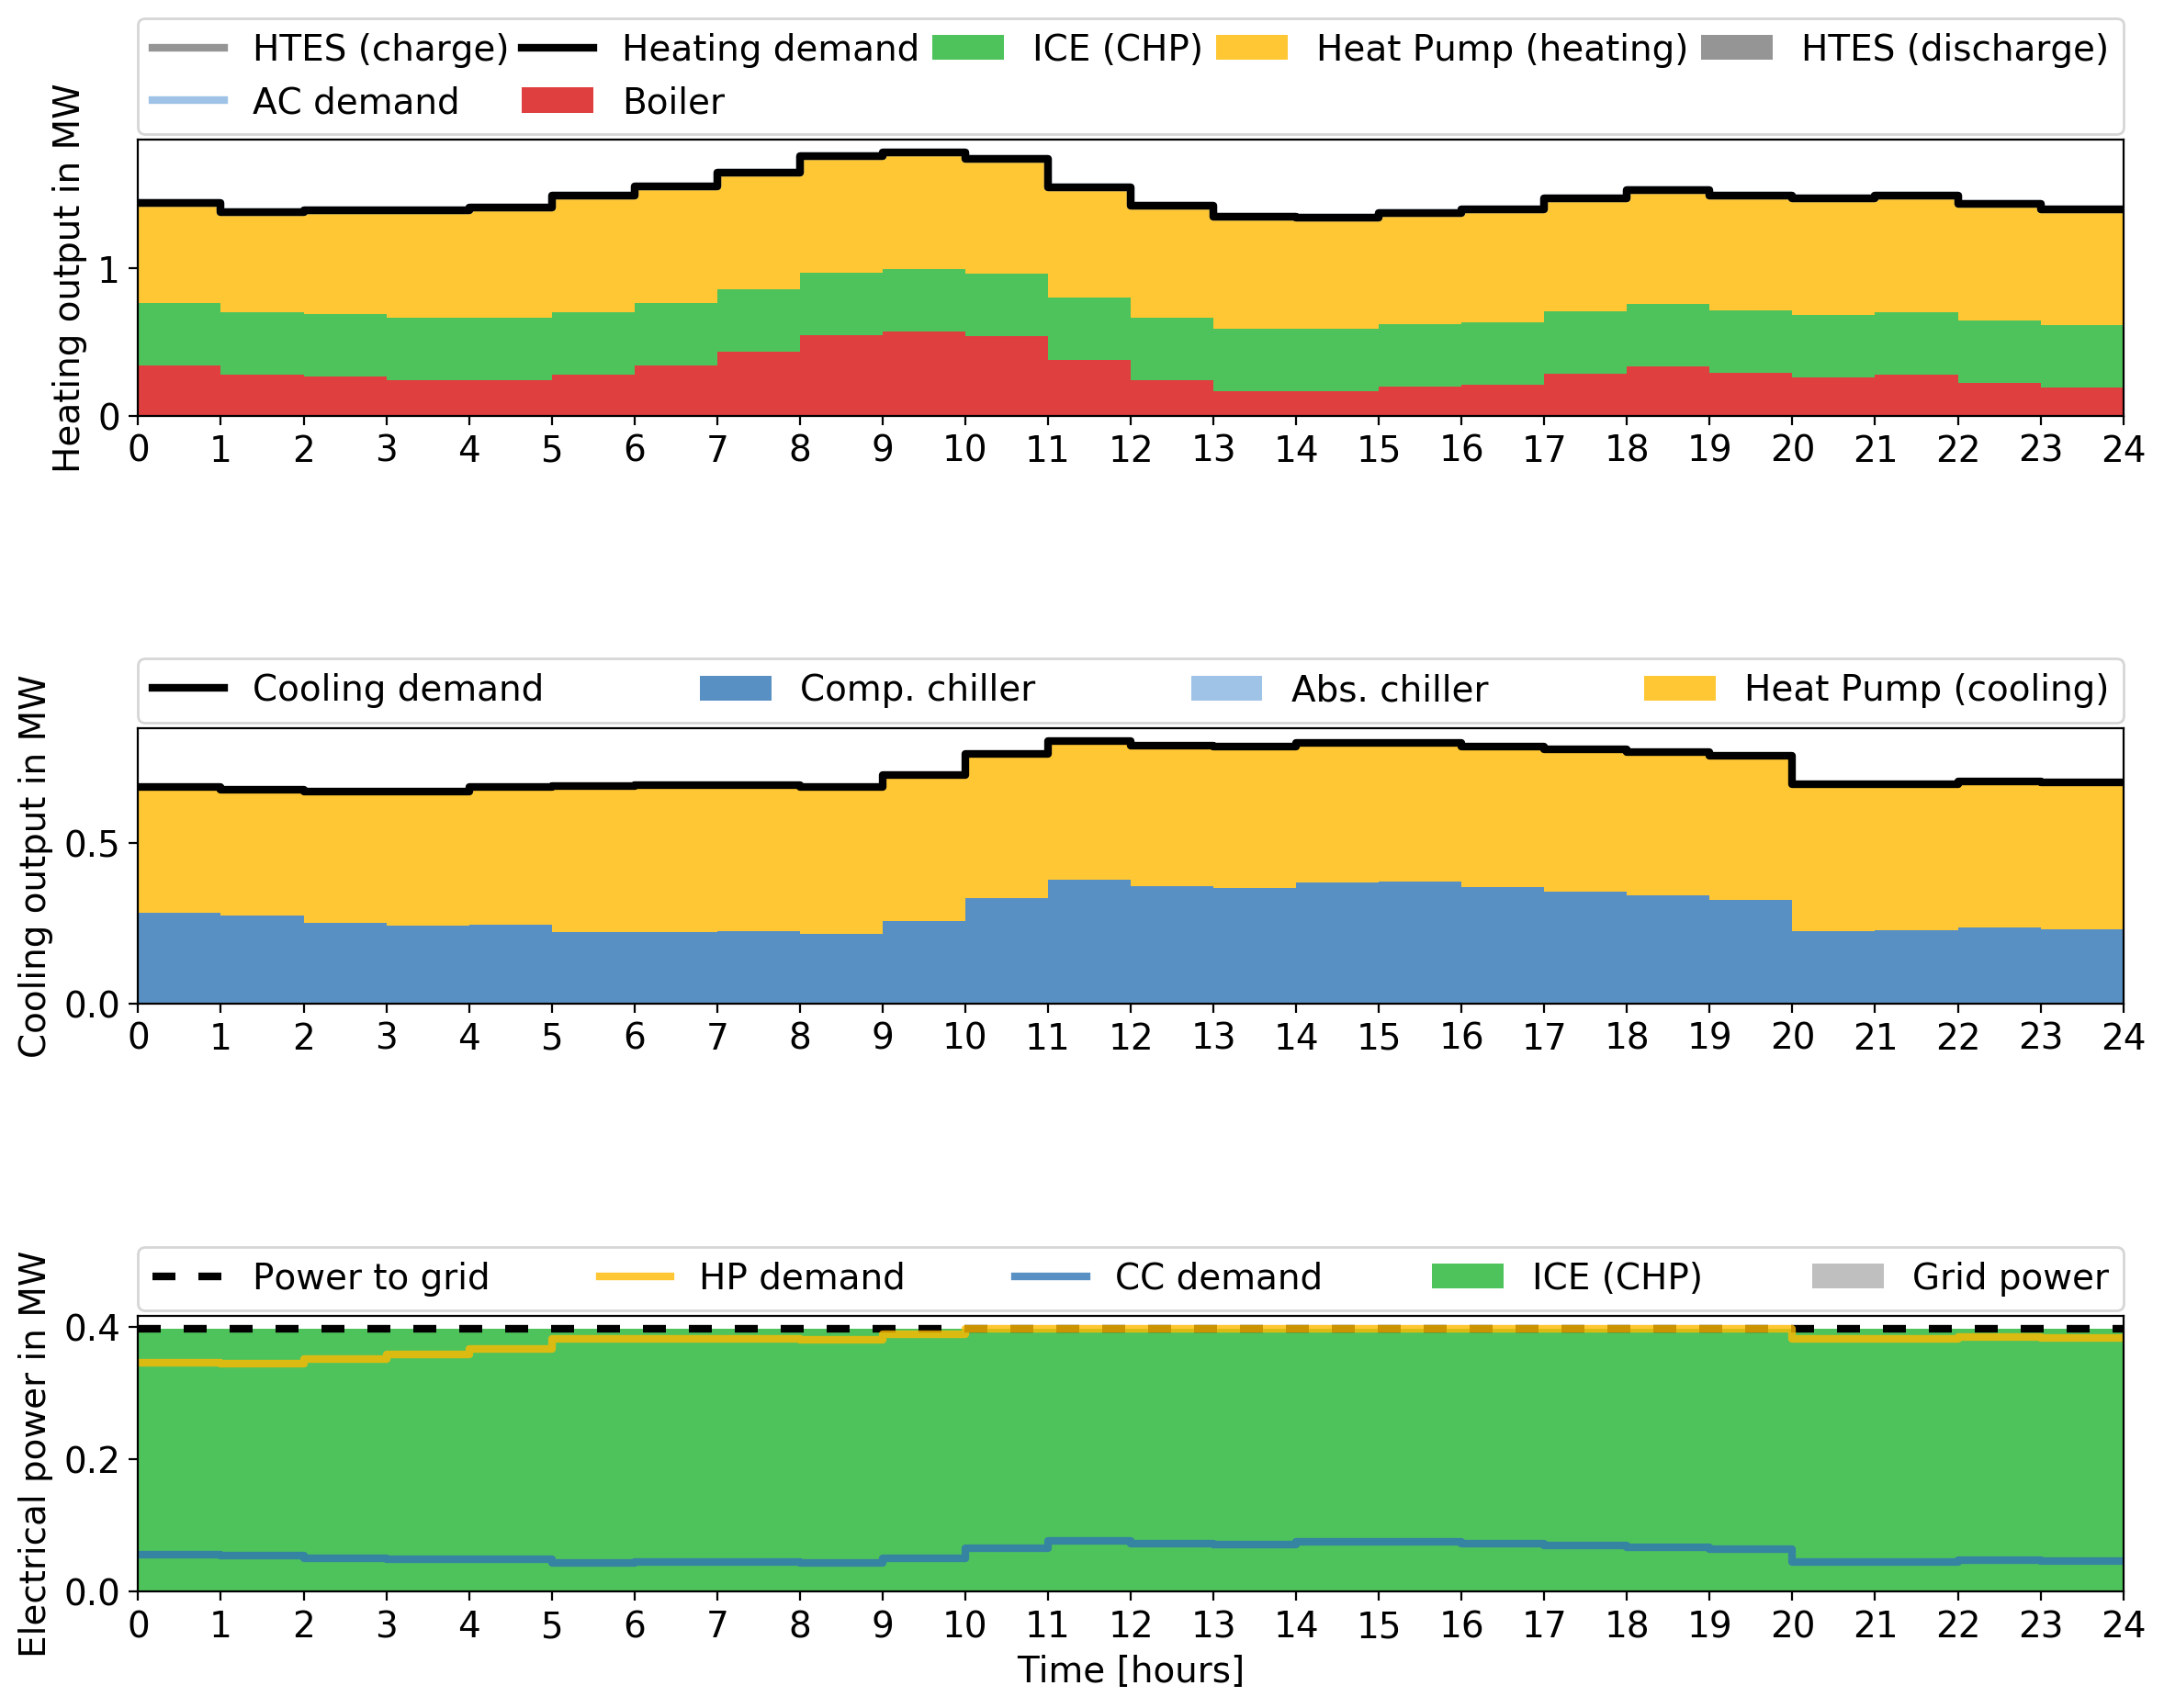 HTES (charge) Heating demand ICE (CHP) Heat Pump (heating) HTES (discharge)
AC demand Boiler
Heating output in MW
1
0
0 1 2 3 4 5 6 7 8 9 10 11 12 13 14 15 16 17 18 19 20 21 22 23 24
Cooling demand Comp. chiller Abs. chiller Heat Pump (cooling)
Cooling output in MW
0.5
0.0
0 1 2 3 4 5 6 7 8 9 10 11 12 13 14 15 16 17 18 19 20 21 22 23 24
Power to grid HP demand CC demand ICE (CHP) Grid power
Electrical power in MW
0.4
0.2
0.0
0 1 2 3 4 5 6 7 8 9 10 11 12 13 14 15 16 17 18 19 20 21 22 23 24
Time [hours]